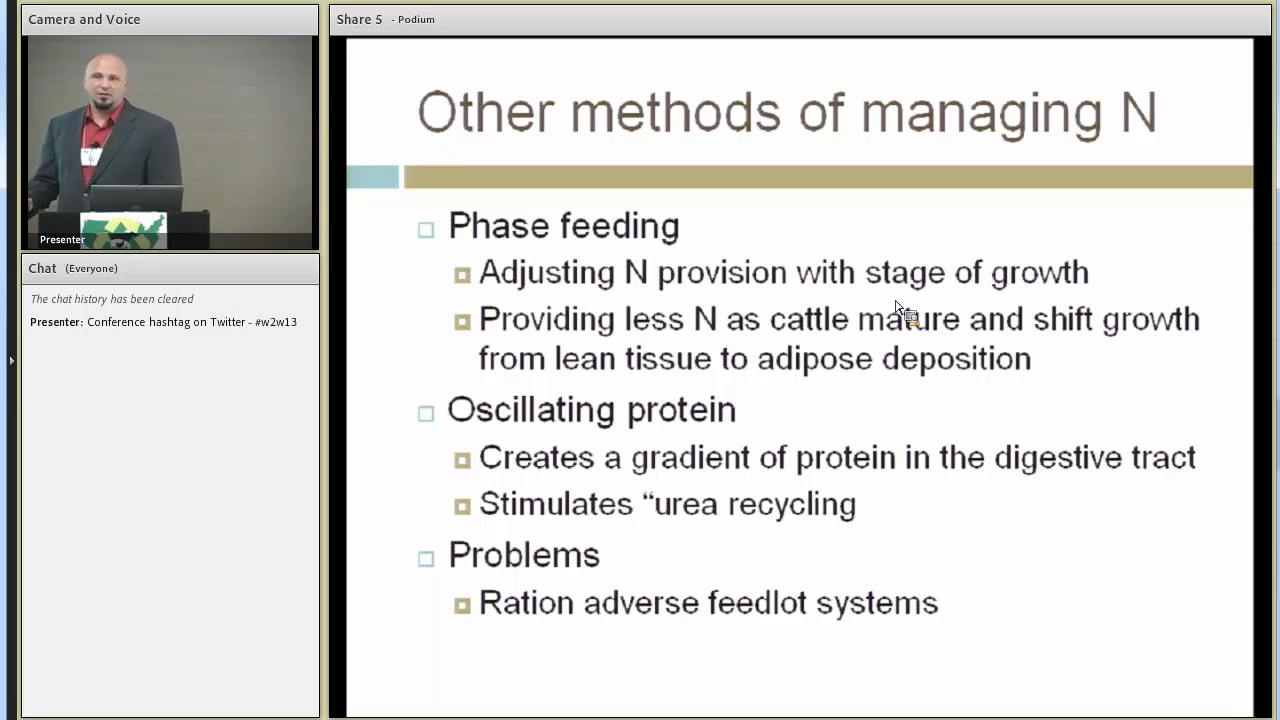 Camera and Voice
Presenter
Chat (Everyone)
The chat history has been cleared
Presenter: Conference hashtag on Twitter - #w2w13
Share 5 - Podium
Other methods of managing N
Phase feeding
Adjusting N provision with stage of growth
Providing less N as cattle mature and shift growth
from lean tissue to adipose deposition
Oscillating protein
Creates a gradient of protein in the digestive tract
Stimulates “urea recycling
Problems
Ration adverse feedlot systems